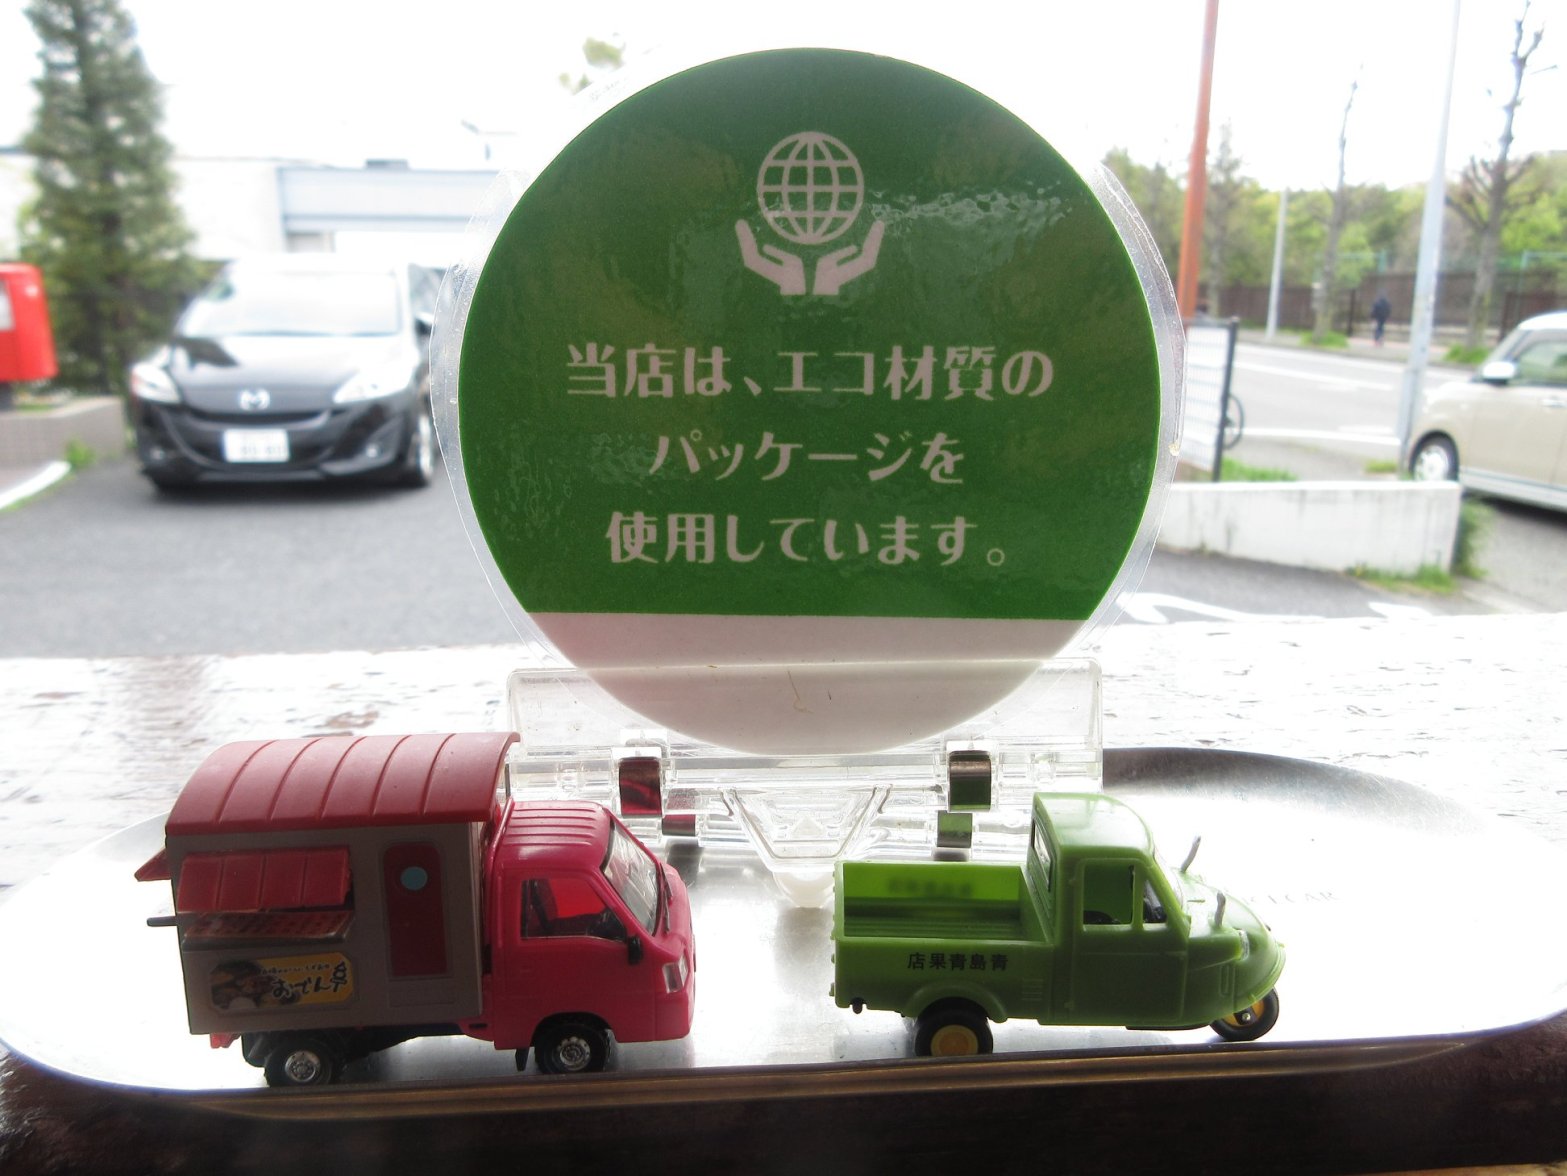 当店は、エコ材質の
パッケージを
使用しています。
おでん
店果青島青